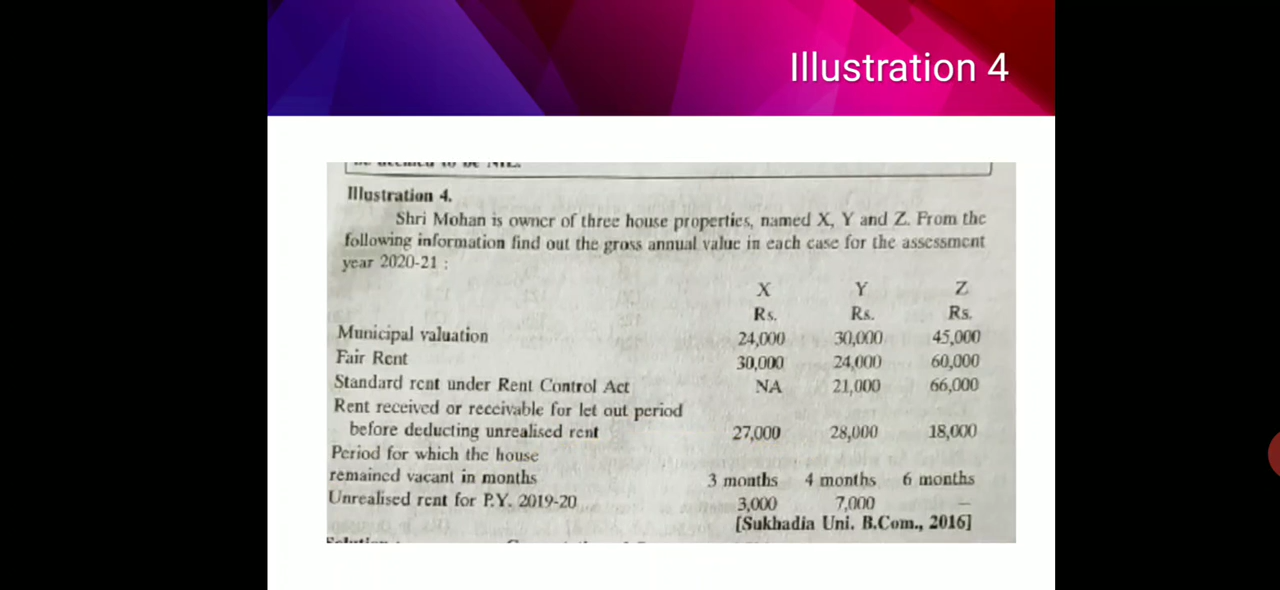 Illustration 4
Illustration 4.
Shri Mohan is owner of three house properties, named X, Y and Z. From the
following information find out the gross annual value in each case for the assessment
year 2020-21 :
X Y Z
Rs. Rs. Rs.
Municipal valuation 24,000 30,000 45,000
Fair Rent 30,000 24,000 60,000
Standard rent under Rent Control Act NA 21,000 66,000
Rent received or receivable for let out period
before deducting unrealised rent 27,000 28,000 18,000
Period for which the house
remained vacant in months 3 months 4 months 6 months
Unrealised rent for P.Y. 2019-20 3,000 7,000 —
[Sukhadia Uni. B.Com., 2016]